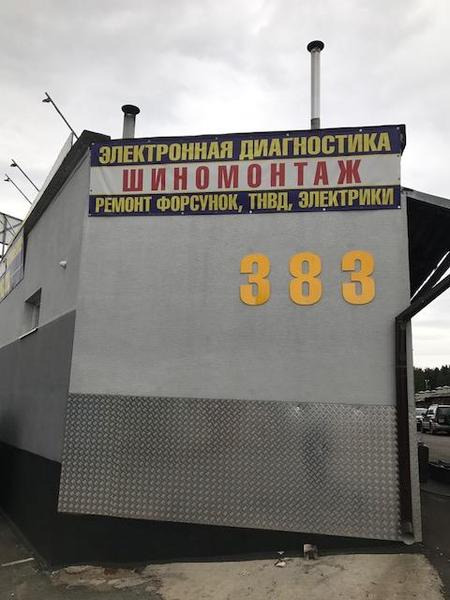 ЭЛЕКТРОННАЯ ДИАГНОСТИКА
ШИНОМОНТАЖ
РЕМОНТ ФОРСУНОК, ТНВД, ЭЛЕКТРИКИ
383